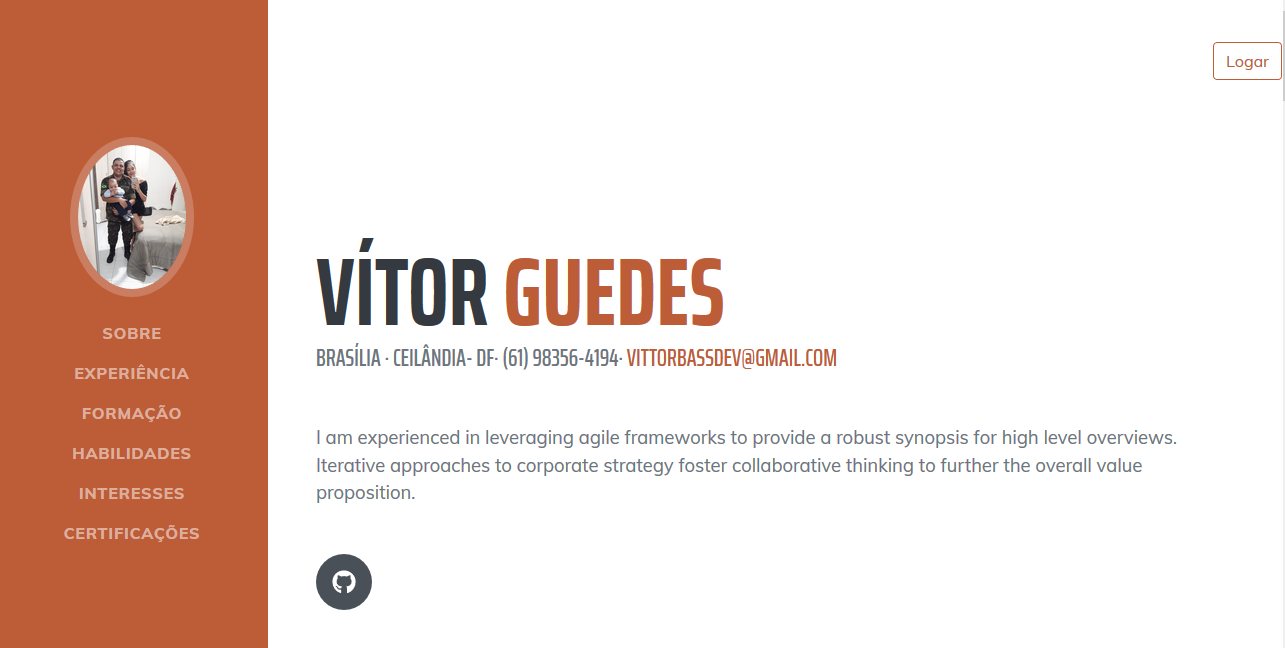 Logar
SOBRE
EXPERIÊNCIA
FORMAÇÃO
HABILIDADES
INTERESSES
CERTIFICAÇÕES
VÍTOR GUEDES
BRASÍLIA · CEILÂNDIA- DF· (61) 98356-4194· VITTORBASSDEV@GMAIL.COM
I am experienced in leveraging agile frameworks to provide a robust synopsis for high level overviews.
Iterative approaches to corporate strategy foster collaborative thinking to further the overall value
proposition.